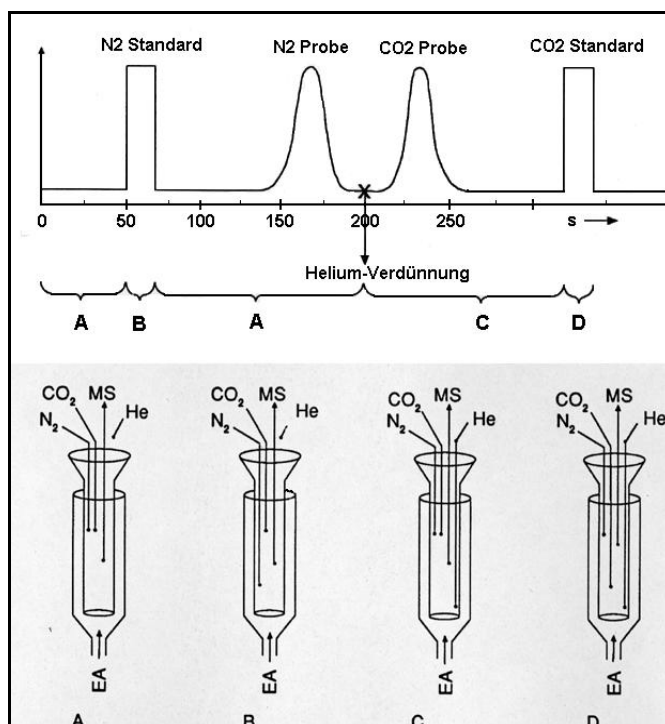 N2 Standard N2 Probe CO2 Probe CO2 Standard
0 50 100 150 200 250 s
Helium-Verdünnung
A B A C D
CO2 MS He CO2 MS He CO2 MS He CO2 MS He
N2 N2 N2 N2
EA EA EA EA
A B C D